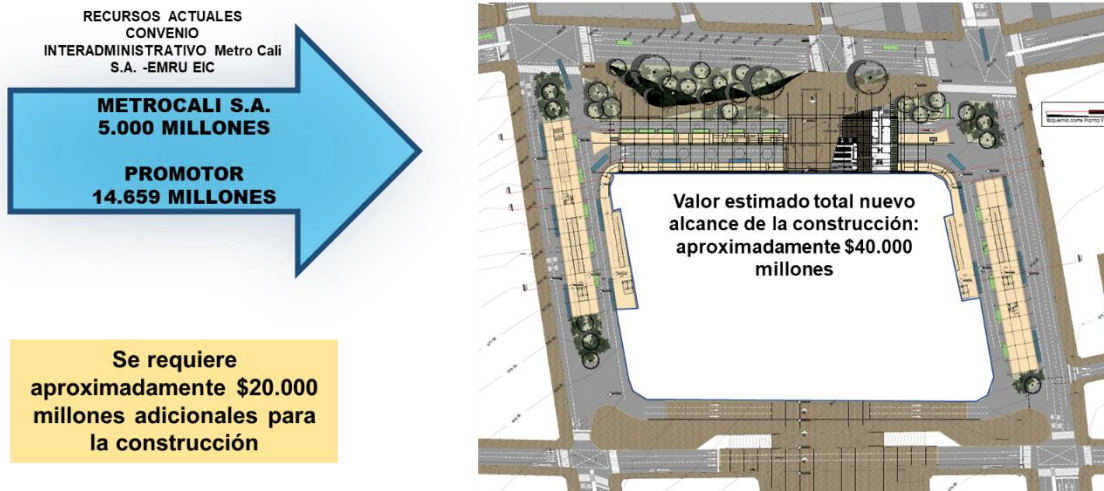 RECURSOS ACTUALES
CONVENIO
INTERADMINISTRATIVO Metro Cali
S.A. -EMRU EIC
METROCALI S.A.
5.000 MILLONES
PROMOTOR
14.659 MILLONES
Se requiere
aproximadamente $20.000
millones adicionales para
la construcción
Valor estimado total nuevo
alcance de la construcción:
aproximadamente $40.000
millones